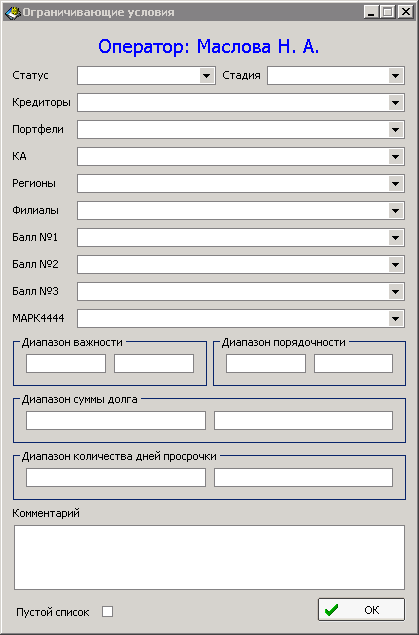 Ограничивающие условия
Оператор: Маслова Н. А.
Статус Стадия
Кредиторы
Портфели
КА
Регионы
Филиалы
Балл №1
Балл №2
Балл №3
МАРК4444
Диапазон важности Диапазон порядочности
Диапазон суммы долга
Диапазон количества дней просрочки
Комментарий
Пустой список OK